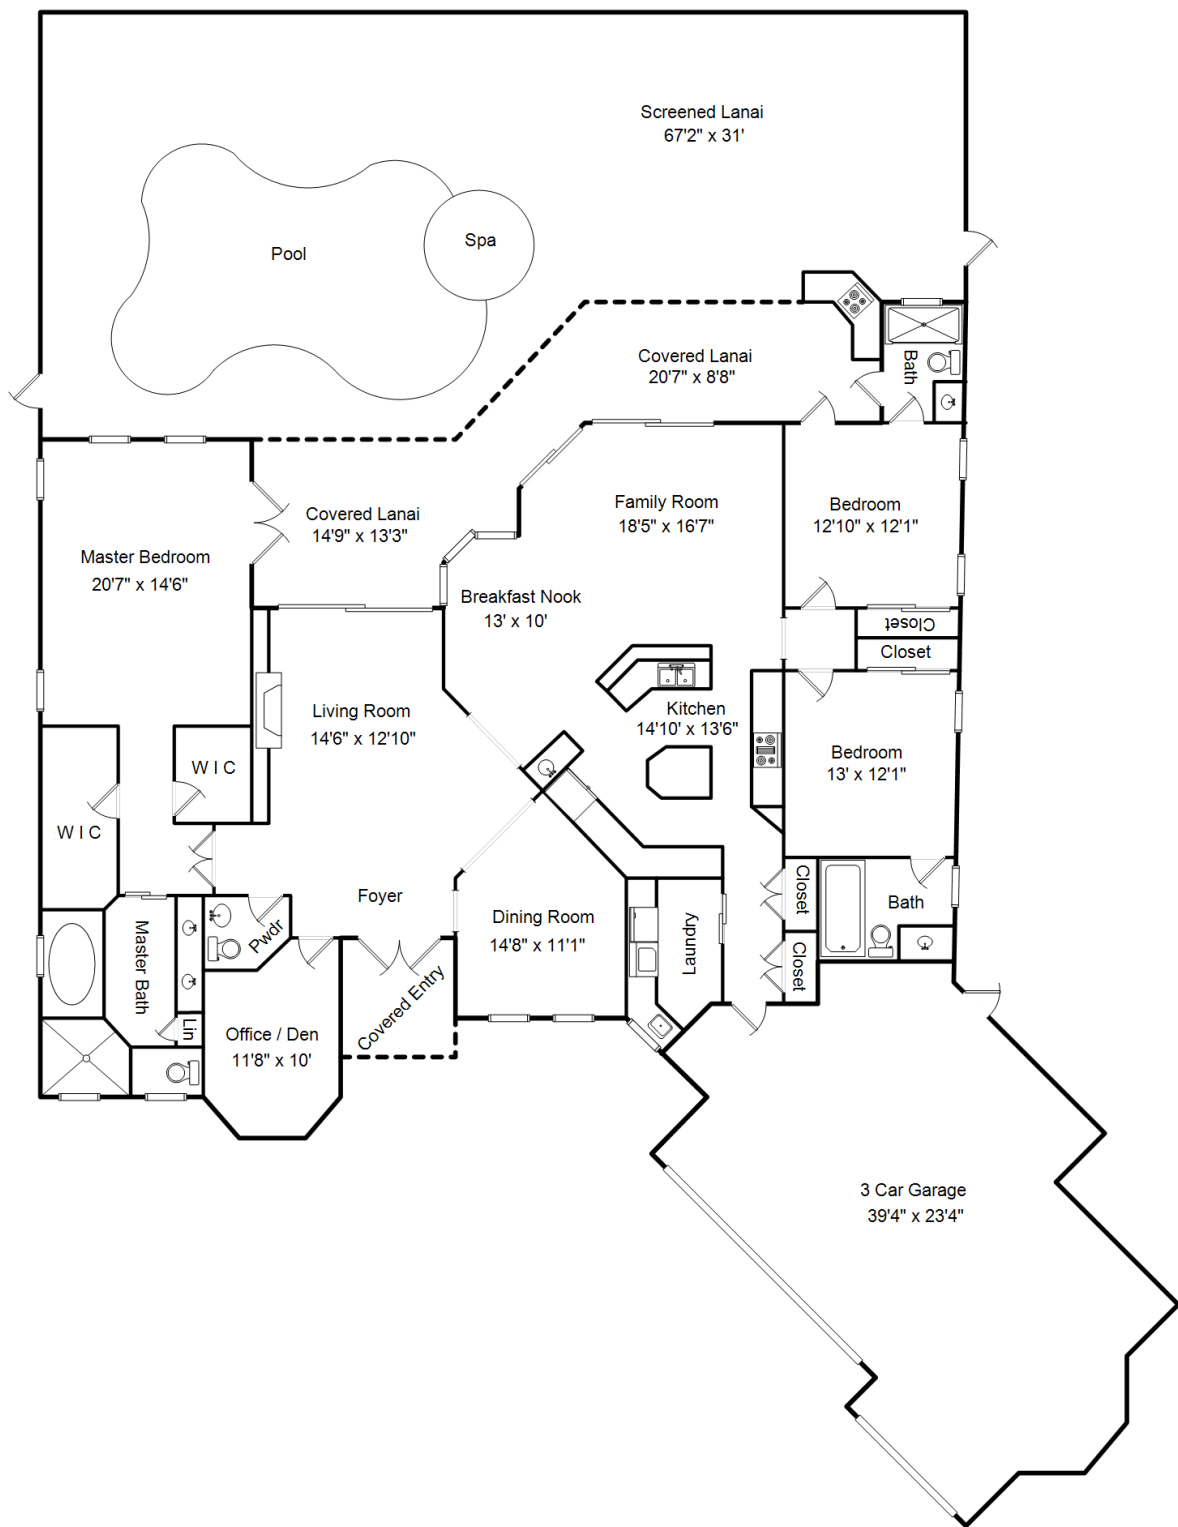 Screened Lanai
67'2" x 31'
Pool
Spa
Covered Lanai
20'7" x 8'8"
Bath
Covered Lanai
14'9" x 13'3"
Family Room
18'5" x 16'7"
Bedroom
12'10" x 12'1"
Master Bedroom
20'7" x 14'6"
Breakfast Nook
13' x 10'
Closet
Closet
Living Room
14'6" x 12'10"
Kitchen
14'10' x 13'6"
Bedroom
13' x 12'1"
W I C
W I C
Foyer
Closet
Bath
Pwdr
Dining Room
14'8" x 11'1"
Laundry
Master Bath
Closet
Covered Entry
Lin
Office / Den
11'8" x 10'
3 Car Garage
39'4" x 23'4"